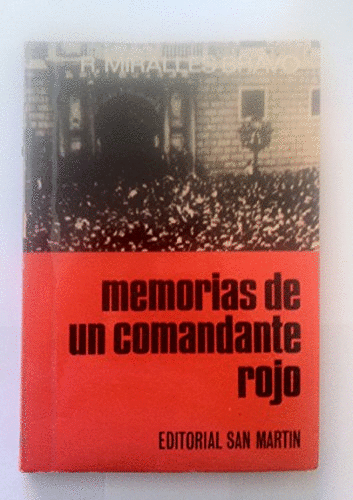 R. MIRALLES BRAVO
memorias de
un comandante
rojo
EDITORIAL SAN MARTIN